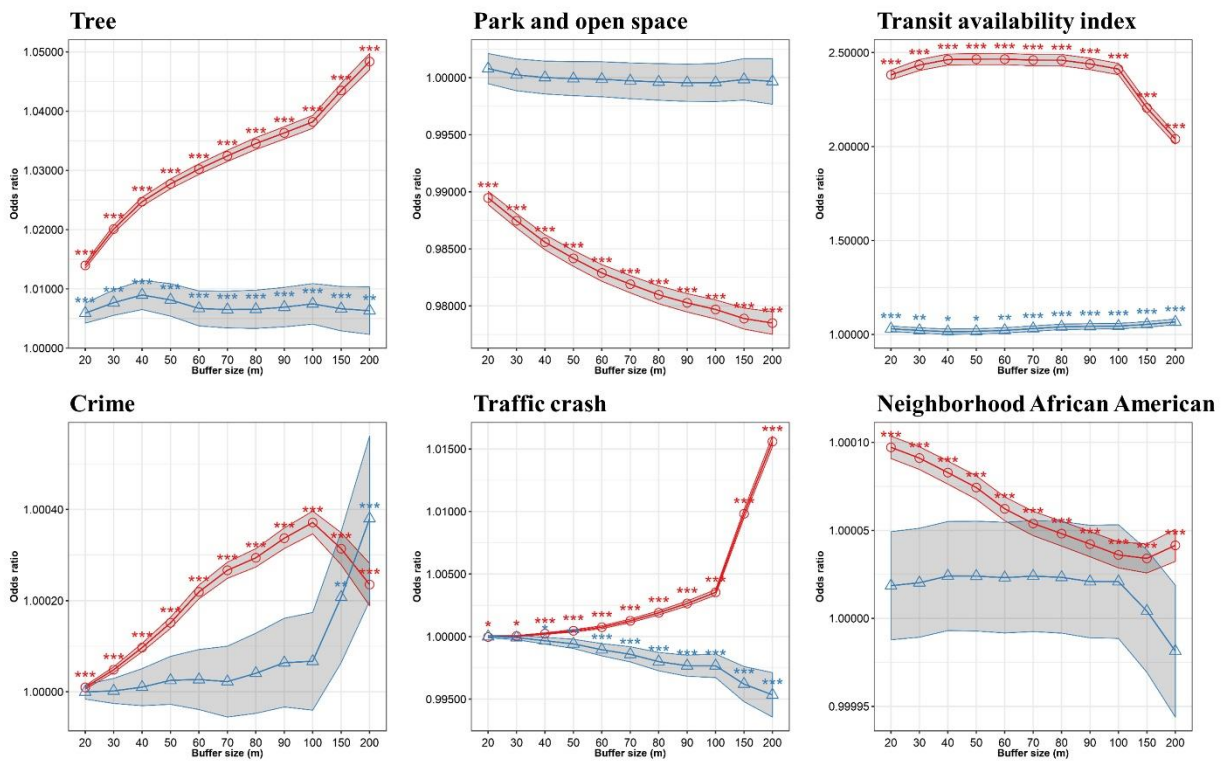 Tree
Park and open space
Transit availability index
1.05000
1.04000
1.03000
1.02000
1.01000
1.00000
Odds ratio
*** *** *** *** *** *** *** *** *** *** ***
*** *** *** *** *** *** *** *** *** *** **
20 30 40 50 60 70 80 90 100 150 200
Buffer size (m)
1.00000
0.99500
0.99000
0.98500
0.98000
Odds ratio
*** *** *** *** *** *** *** *** *** *** ***
20 30 40 50 60 70 80 90 100 150 200
Buffer size (m)
2.50000
2.00000
1.50000
1.00000
Odds ratio
*** *** *** *** *** *** *** *** *** *** ***
*** ** * * ** *** *** *** *** *** ***
20 30 40 50 60 70 80 90 100 150 200
Buffer size (m)
Crime
Traffic crash
Neighborhood African American
1.00040
1.00020
1.00000
Odds ratio
*** *** *** *** *** *** *** *** *** *** ***
** ***
20 30 40 50 60 70 80 90 100 150 200
Buffer size (m)
1.01500
1.01000
1.00500
1.00000
0.99500
Odds ratio
* * *** *** *** *** *** *** *** *** ***
*** *** *** *** *** *** ***
20 30 40 50 60 70 80 90 100 150 200
Buffer size (m)
1.00010
1.00005
1.00000
0.99995
Odds ratio
*** *** *** *** *** *** *** *** *** *** ***
20 30 40 50 60 70 80 90 100 150 200
Buffer size (m)